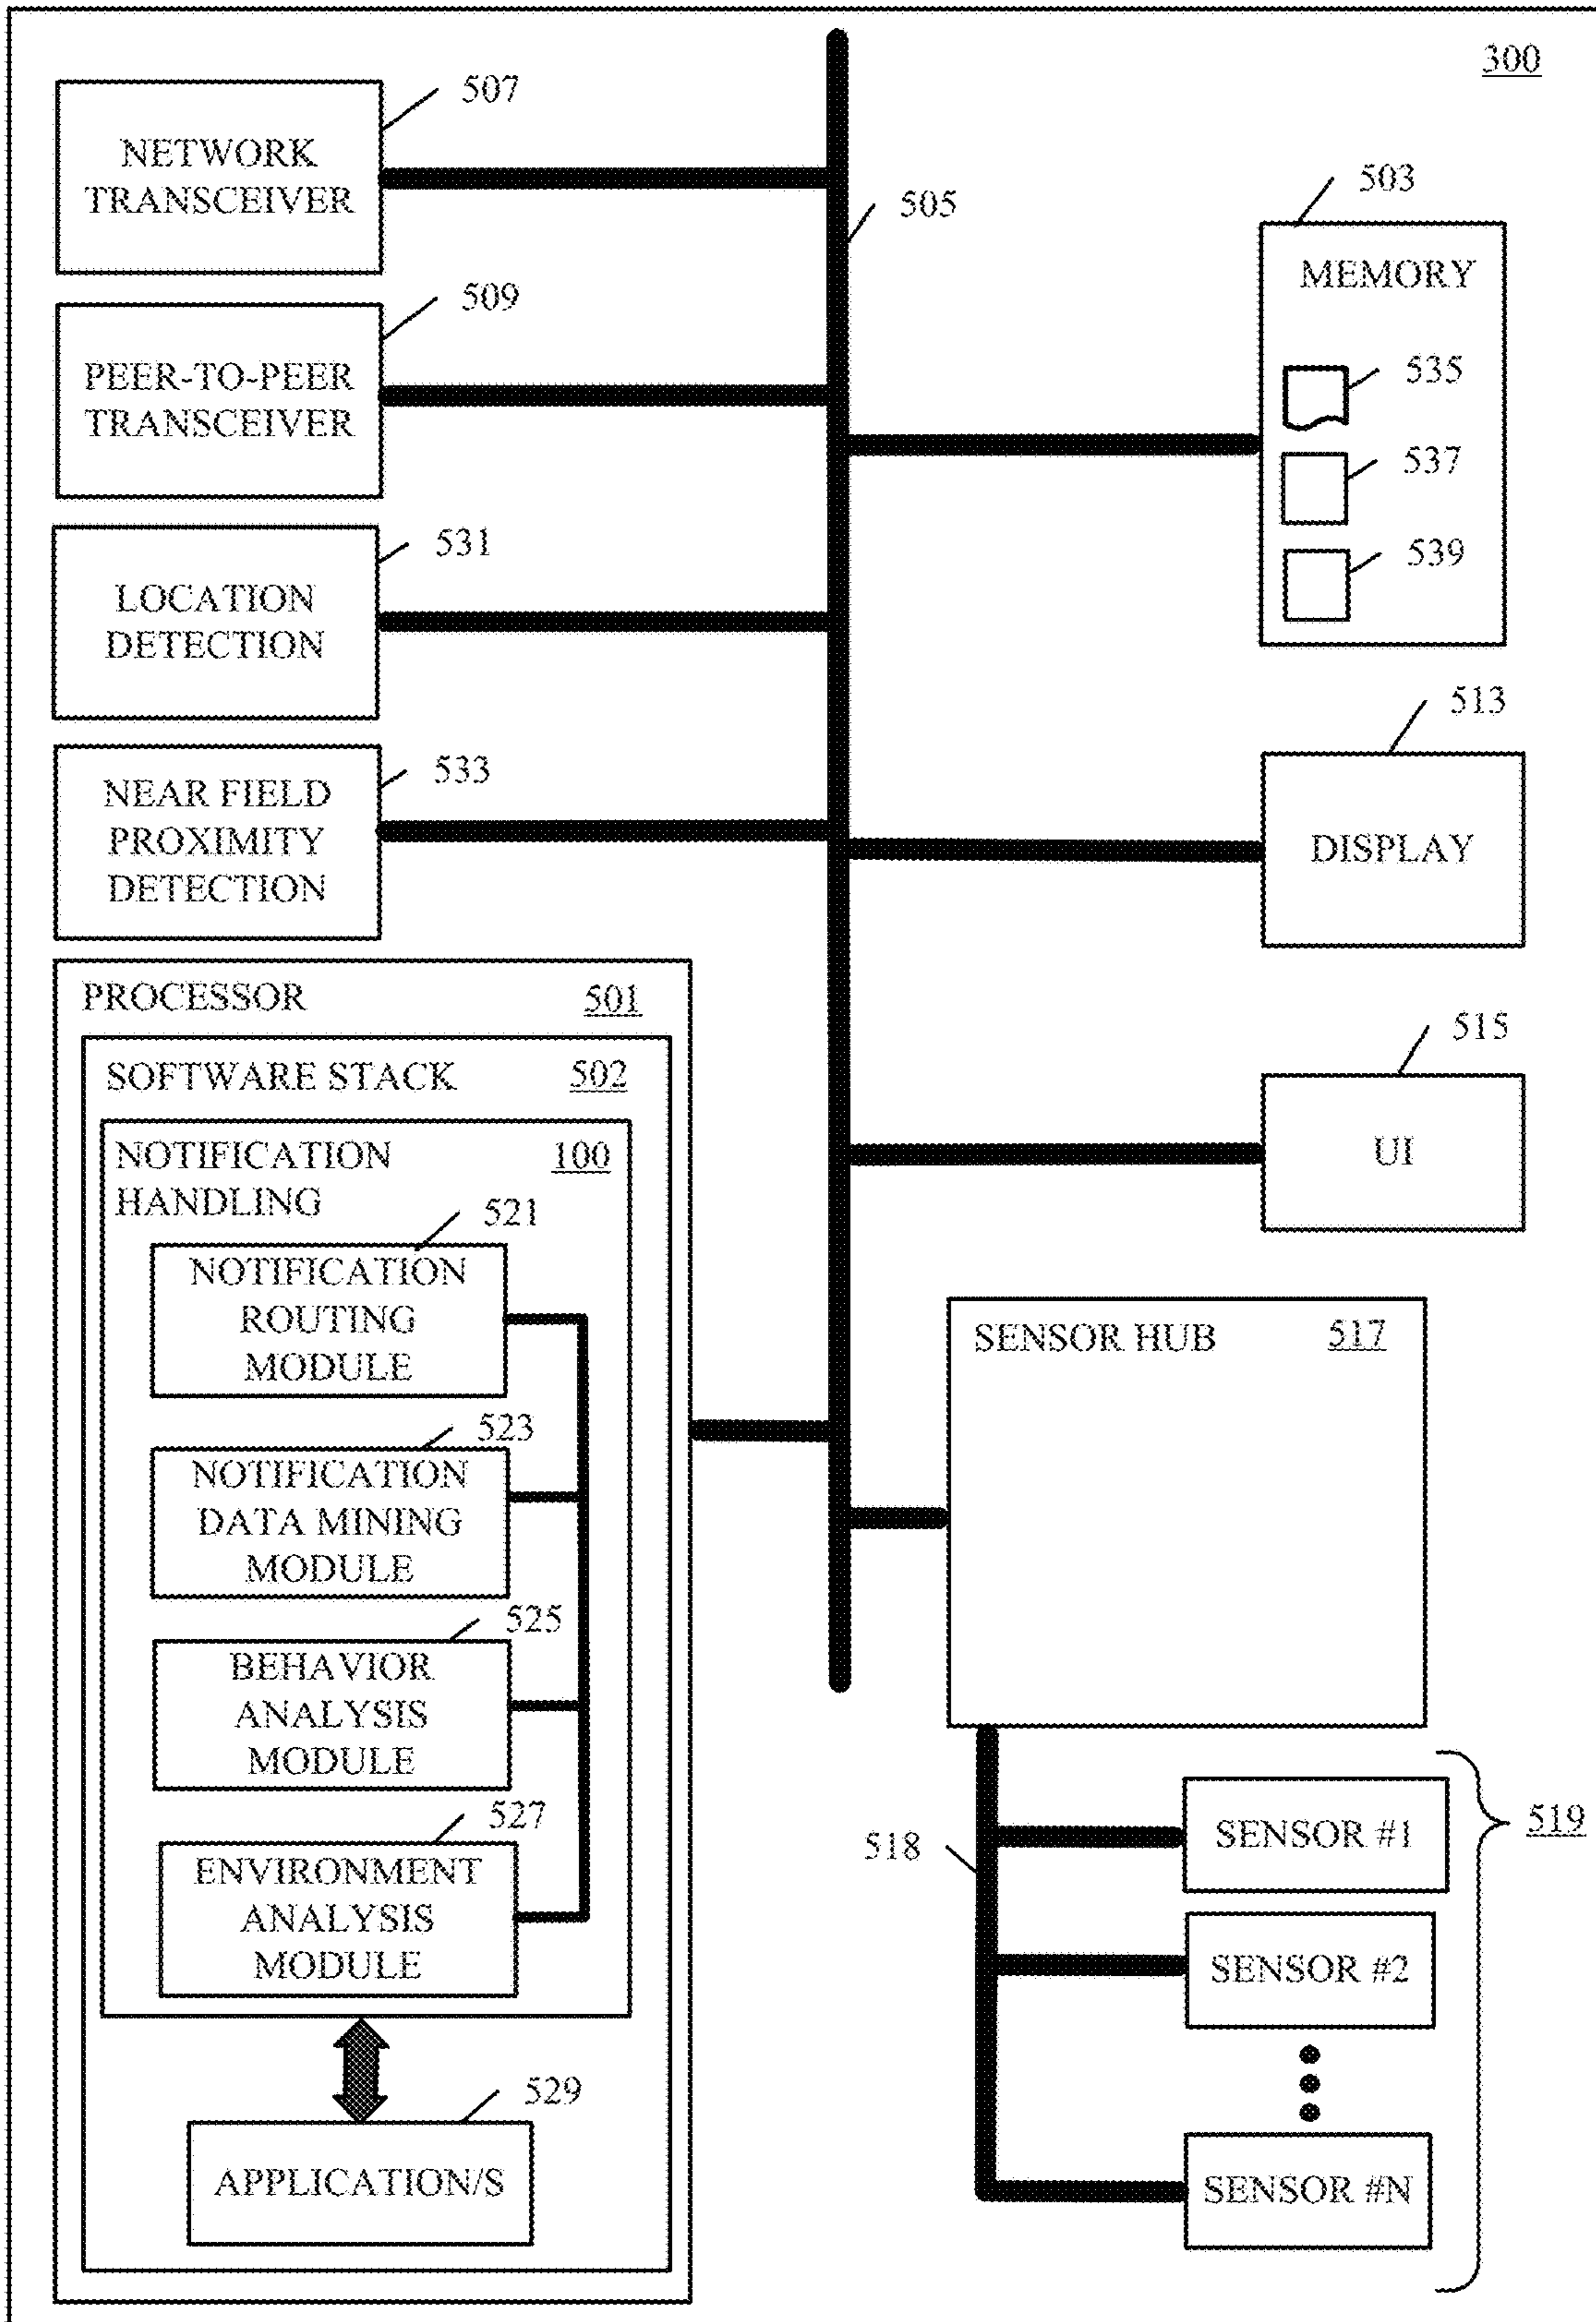 300
507
NETWORK
TRANSCEIVER
505
503
MEMORY
535
537
539
509
PEER-TO-PEER
TRANSCEIVER
531
LOCATION
DETECTION
533
NEAR FIELD
PROXIMITY
DETECTION
513
DISPLAY
515
UI
PROCESSOR 501
SOFTWARE STACK 502
NOTIFICATION 100
HANDLING
521
NOTIFICATION
ROUTING
MODULE
523
NOTIFICATION
DATA MINING
MODULE
525
BEHAVIOR
ANALYSIS
MODULE
527
ENVIRONMENT
ANALYSIS
MODULE
529
APPLICATION/S
SENSOR HUB 517
518
SENSOR #1
519
SENSOR #2
SENSOR #N